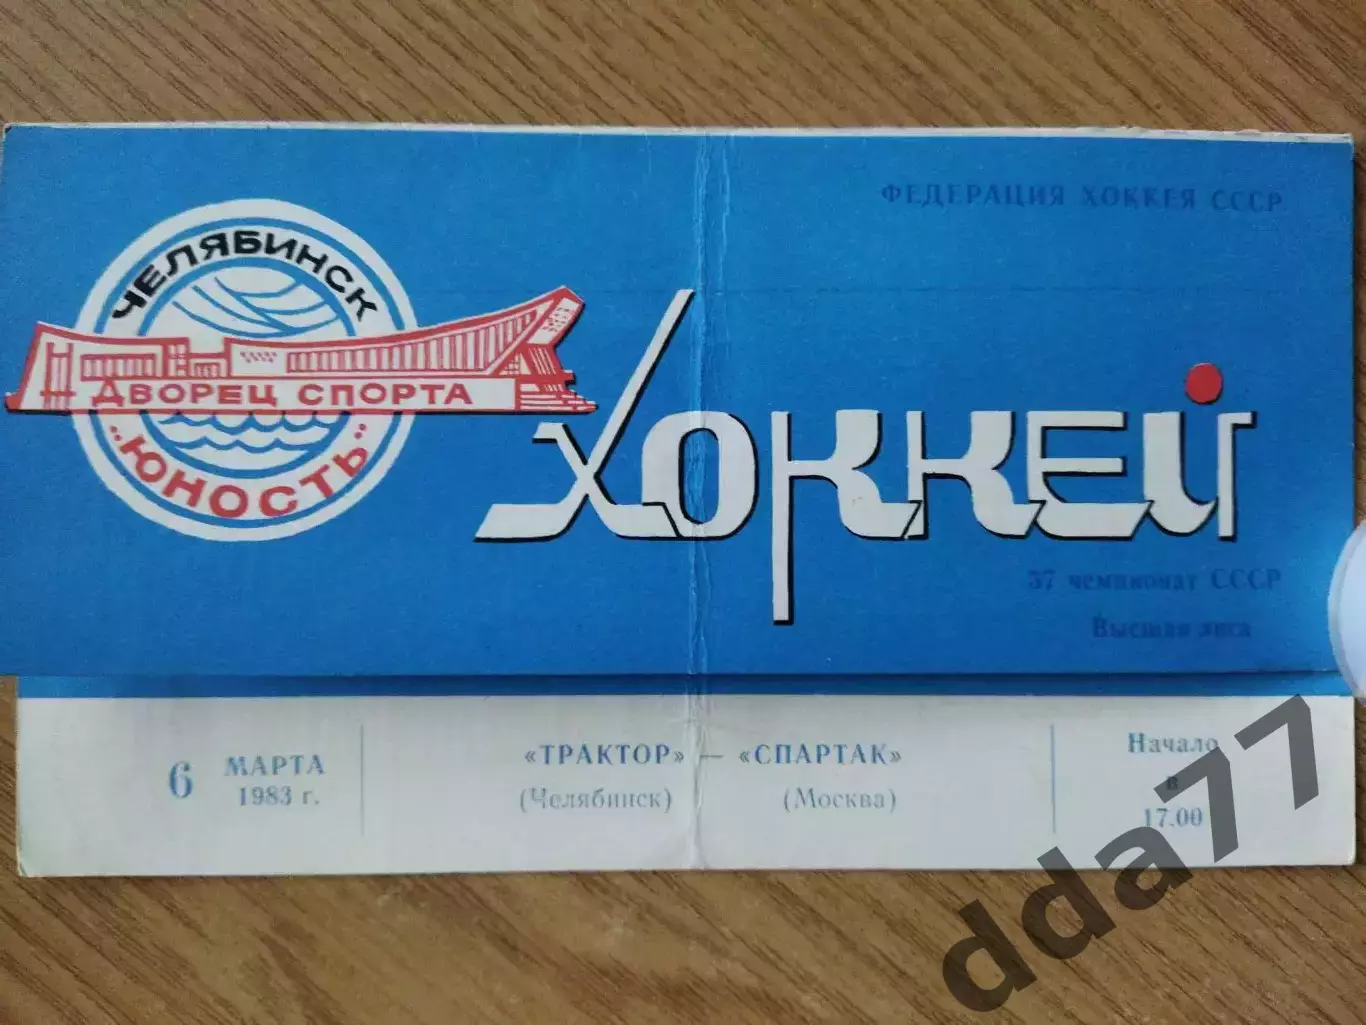 ФЕДЕРАЦИЯ ХОККЕЯ СССР
ЧЕЛЯБИНСК
ДВОРЕЦ СПОРТА
„ЮНОСТЬ"
ХОККЕЙ
37 чемпионат СССР
Высшая лига
6 МАРТА
1983 г.
«ТРАКТОР» — «СПАРТАК»
(Челябинск) (Москва)
Начало
в
17.00
dda77